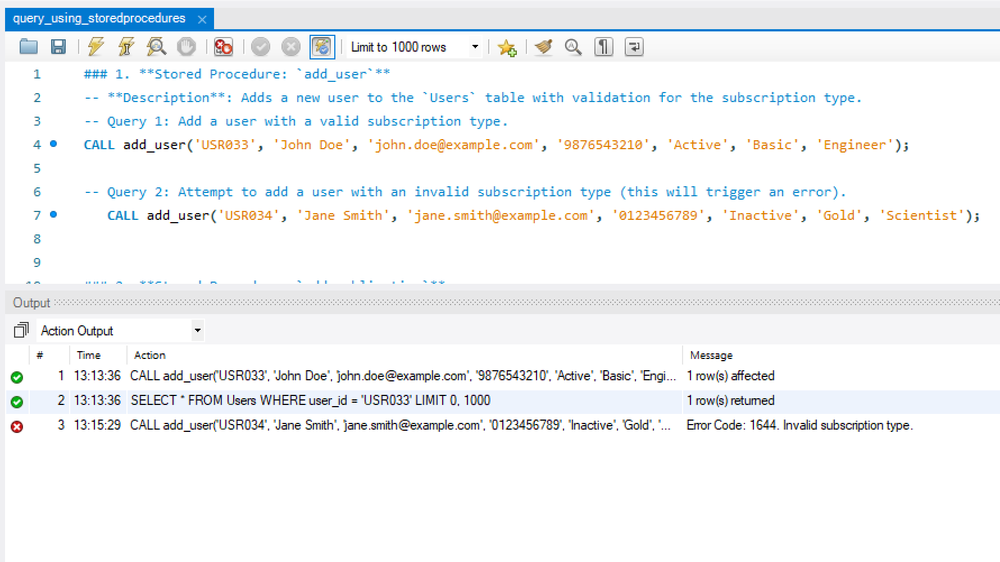 query_using_storedprocedures
Limit to 1000 rows
1 ### 1. **Stored Procedure: `add_user`**
2 -- **Description**: Adds a new user to the `Users` table with validation for the subscription type.
3 -- Query 1: Add a user with a valid subscription type.
4 CALL add_user('USR033', 'John Doe', 'john.doe@example.com', '9876543210', 'Active', 'Basic', 'Engineer');
5
6 -- Query 2: Attempt to add a user with an invalid subscription type (this will trigger an error).
7 CALL add_user('USR034', 'Jane Smith', 'jane.smith@example.com', '0123456789', 'Inactive', 'Gold', 'Scientist');
8
9
Output
Action Output
# Time Action Message
1 13:13:36 CALL add_user('USR033', 'John Doe', 'john.doe@example.com', '9876543210', 'Active', 'Basic', 'Engi... 1 row(s) affected
2 13:13:36 SELECT * FROM Users WHERE user_id = 'USR033' LIMIT 0, 1000 1 row(s) returned
3 13:15:29 CALL add_user('USR034', 'Jane Smith', 'jane.smith@example.com', '0123456789', 'Inactive', 'Gold', '... Error Code: 1644. Invalid subscription type.